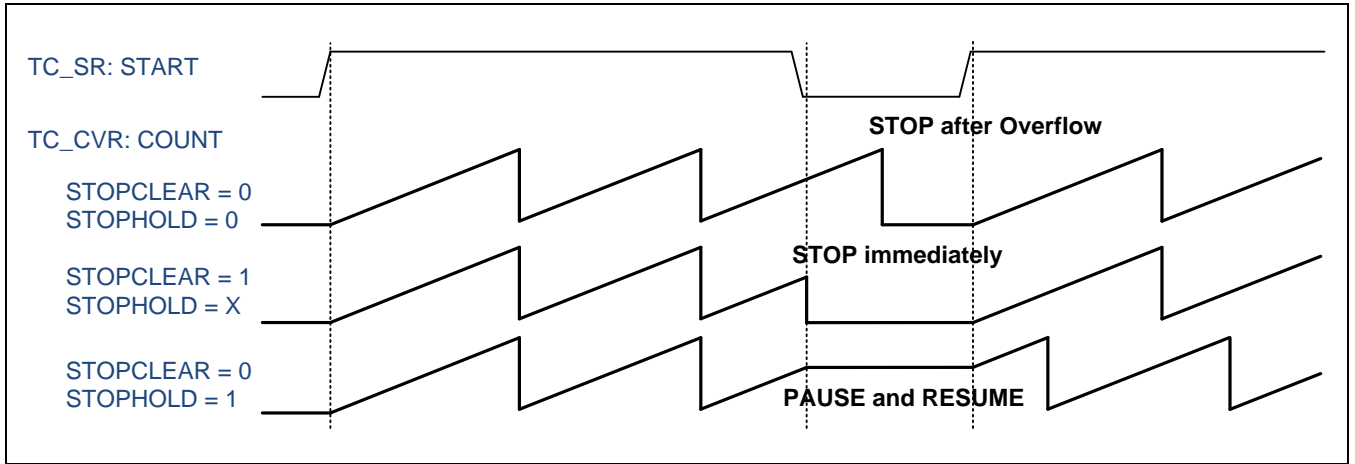 TC_SR: START
STOP after Overflow
TC_CVR: COUNT
STOPCLEAR = 0
STOPHOLD = 0
STOP immediately
STOPCLEAR = 1
STOPHOLD = X
STOPCLEAR = 0
STOPHOLD = 1
PAUSE and RESUME